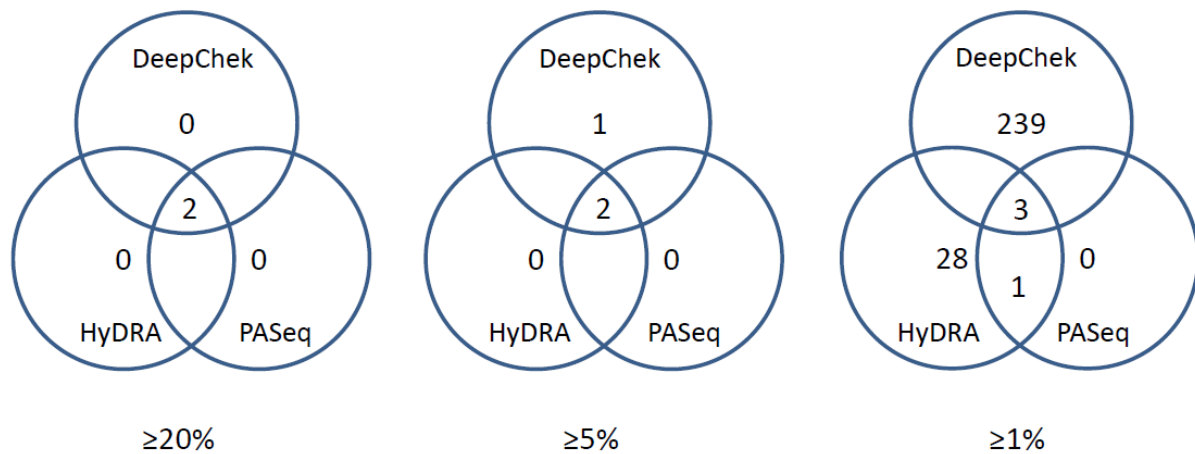 DeepChek
0
2
0
0
HyDRA
PASeq
≥20%
DeepChek
1
2
0
0
HyDRA
PASeq
≥5%
DeepChek
239
3
28
0
1
HyDRA
PASeq
≥1%